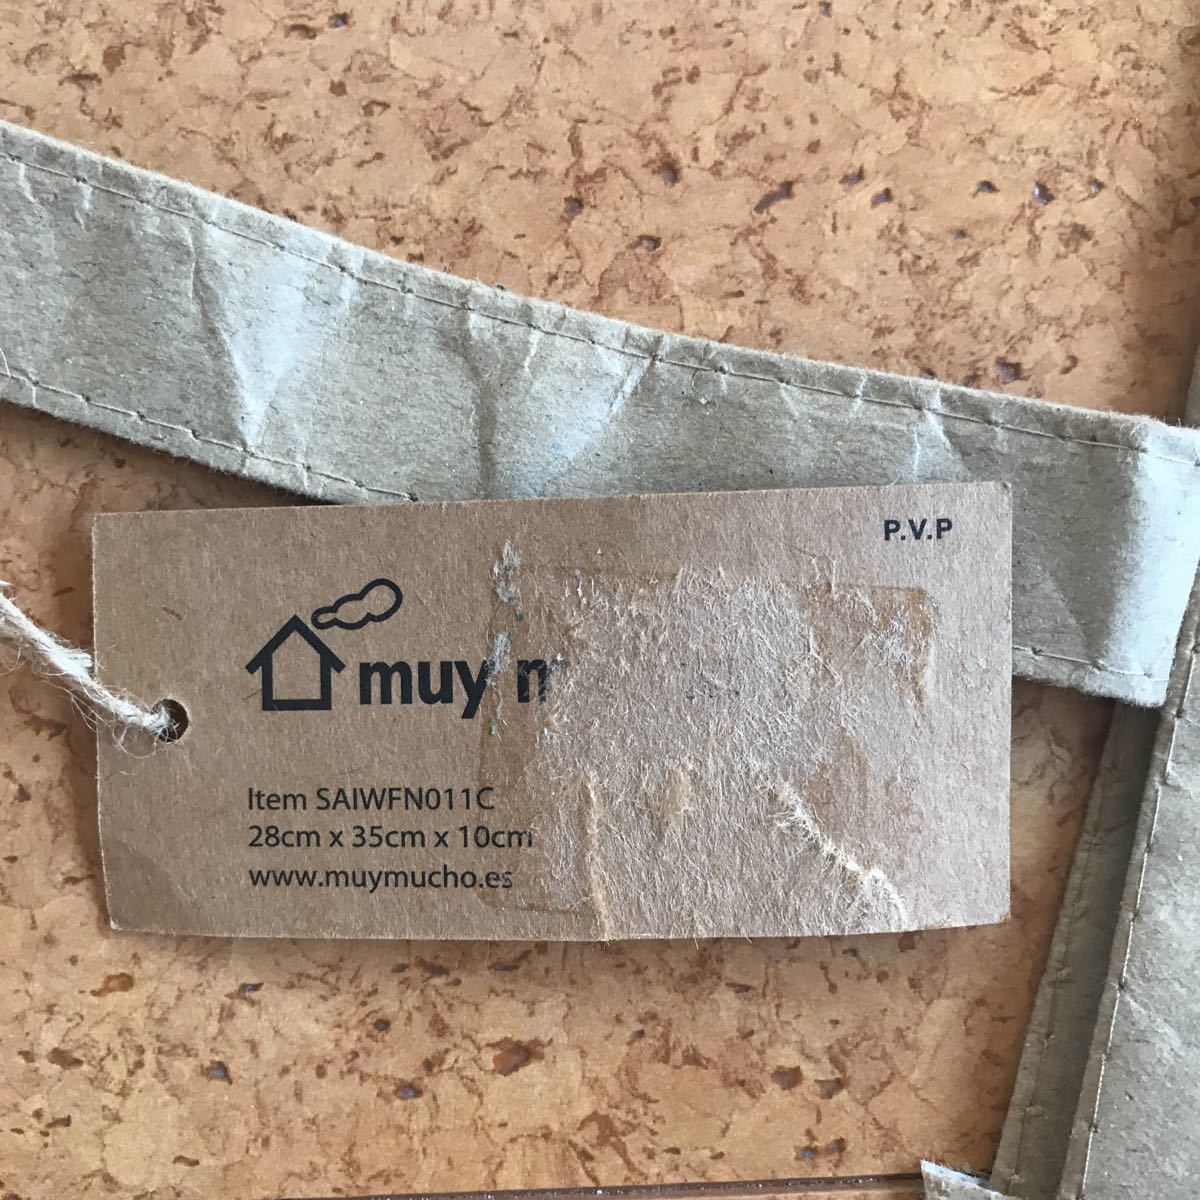 P.V.P
muy m
Item SAIWFN011C
28cm x 35cm x 10cm
www.muymucho.es